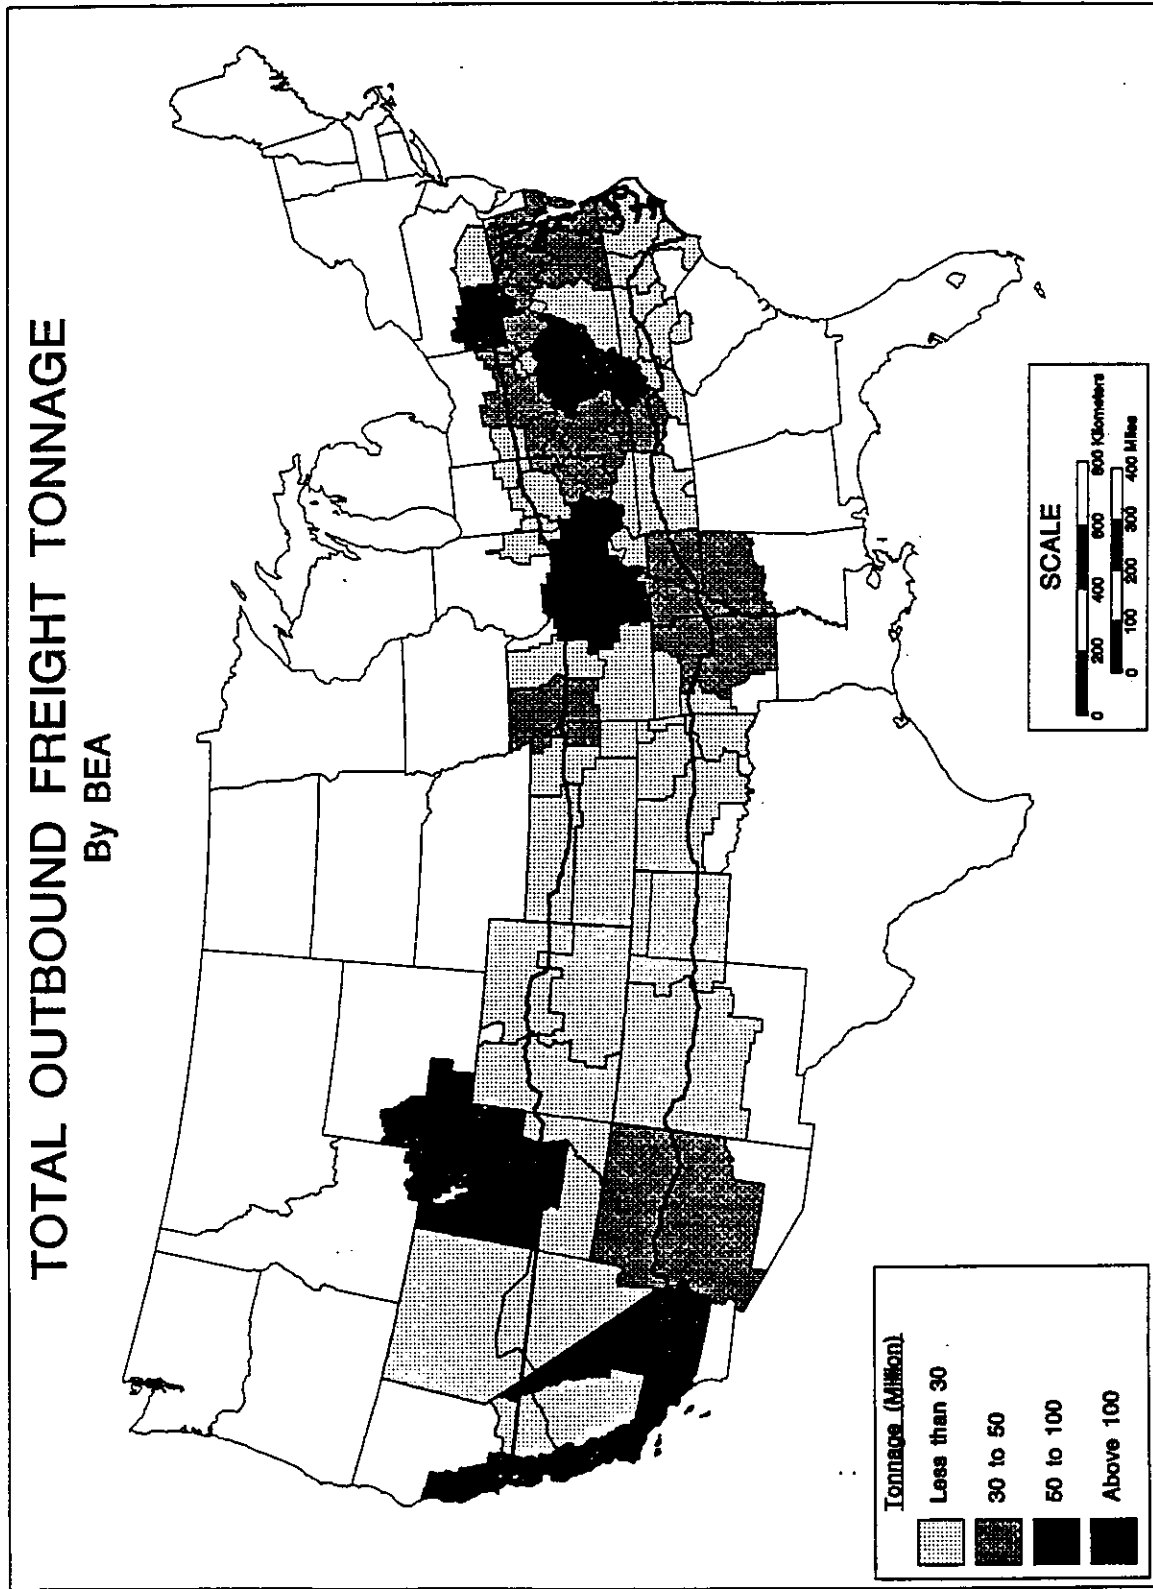 TOTAL OUTBOUND FREIGHT TONNAGE
By BEA
Tonnage (Million)
Less than 30
30 to 50
50 to 100
Above 100
SCALE
0 200 400 600 800 Kilometers
0 100 200 300 400 Miles